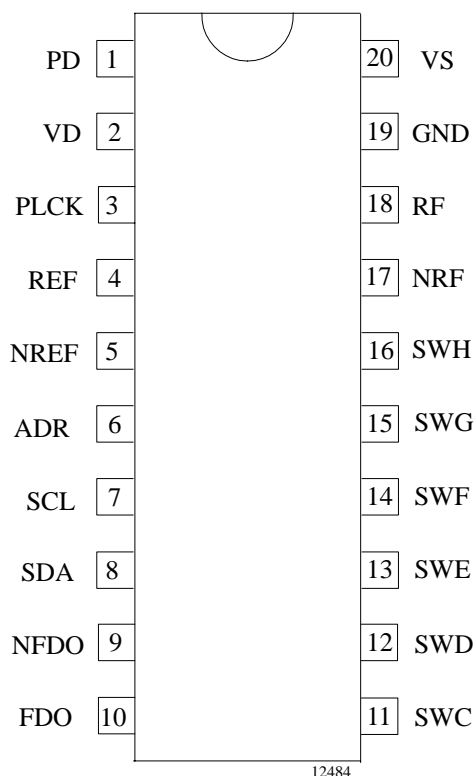 PD 1 20 VS
VD 2 19 GND
PLCK 3 18 RF
REF 4 17 NRF
NREF 5 16 SWH
ADR 6 15 SWG
SCL 7 14 SWF
SDA 8 13 SWE
NFDO 9 12 SWD
FDO 10 11 SWC
12484